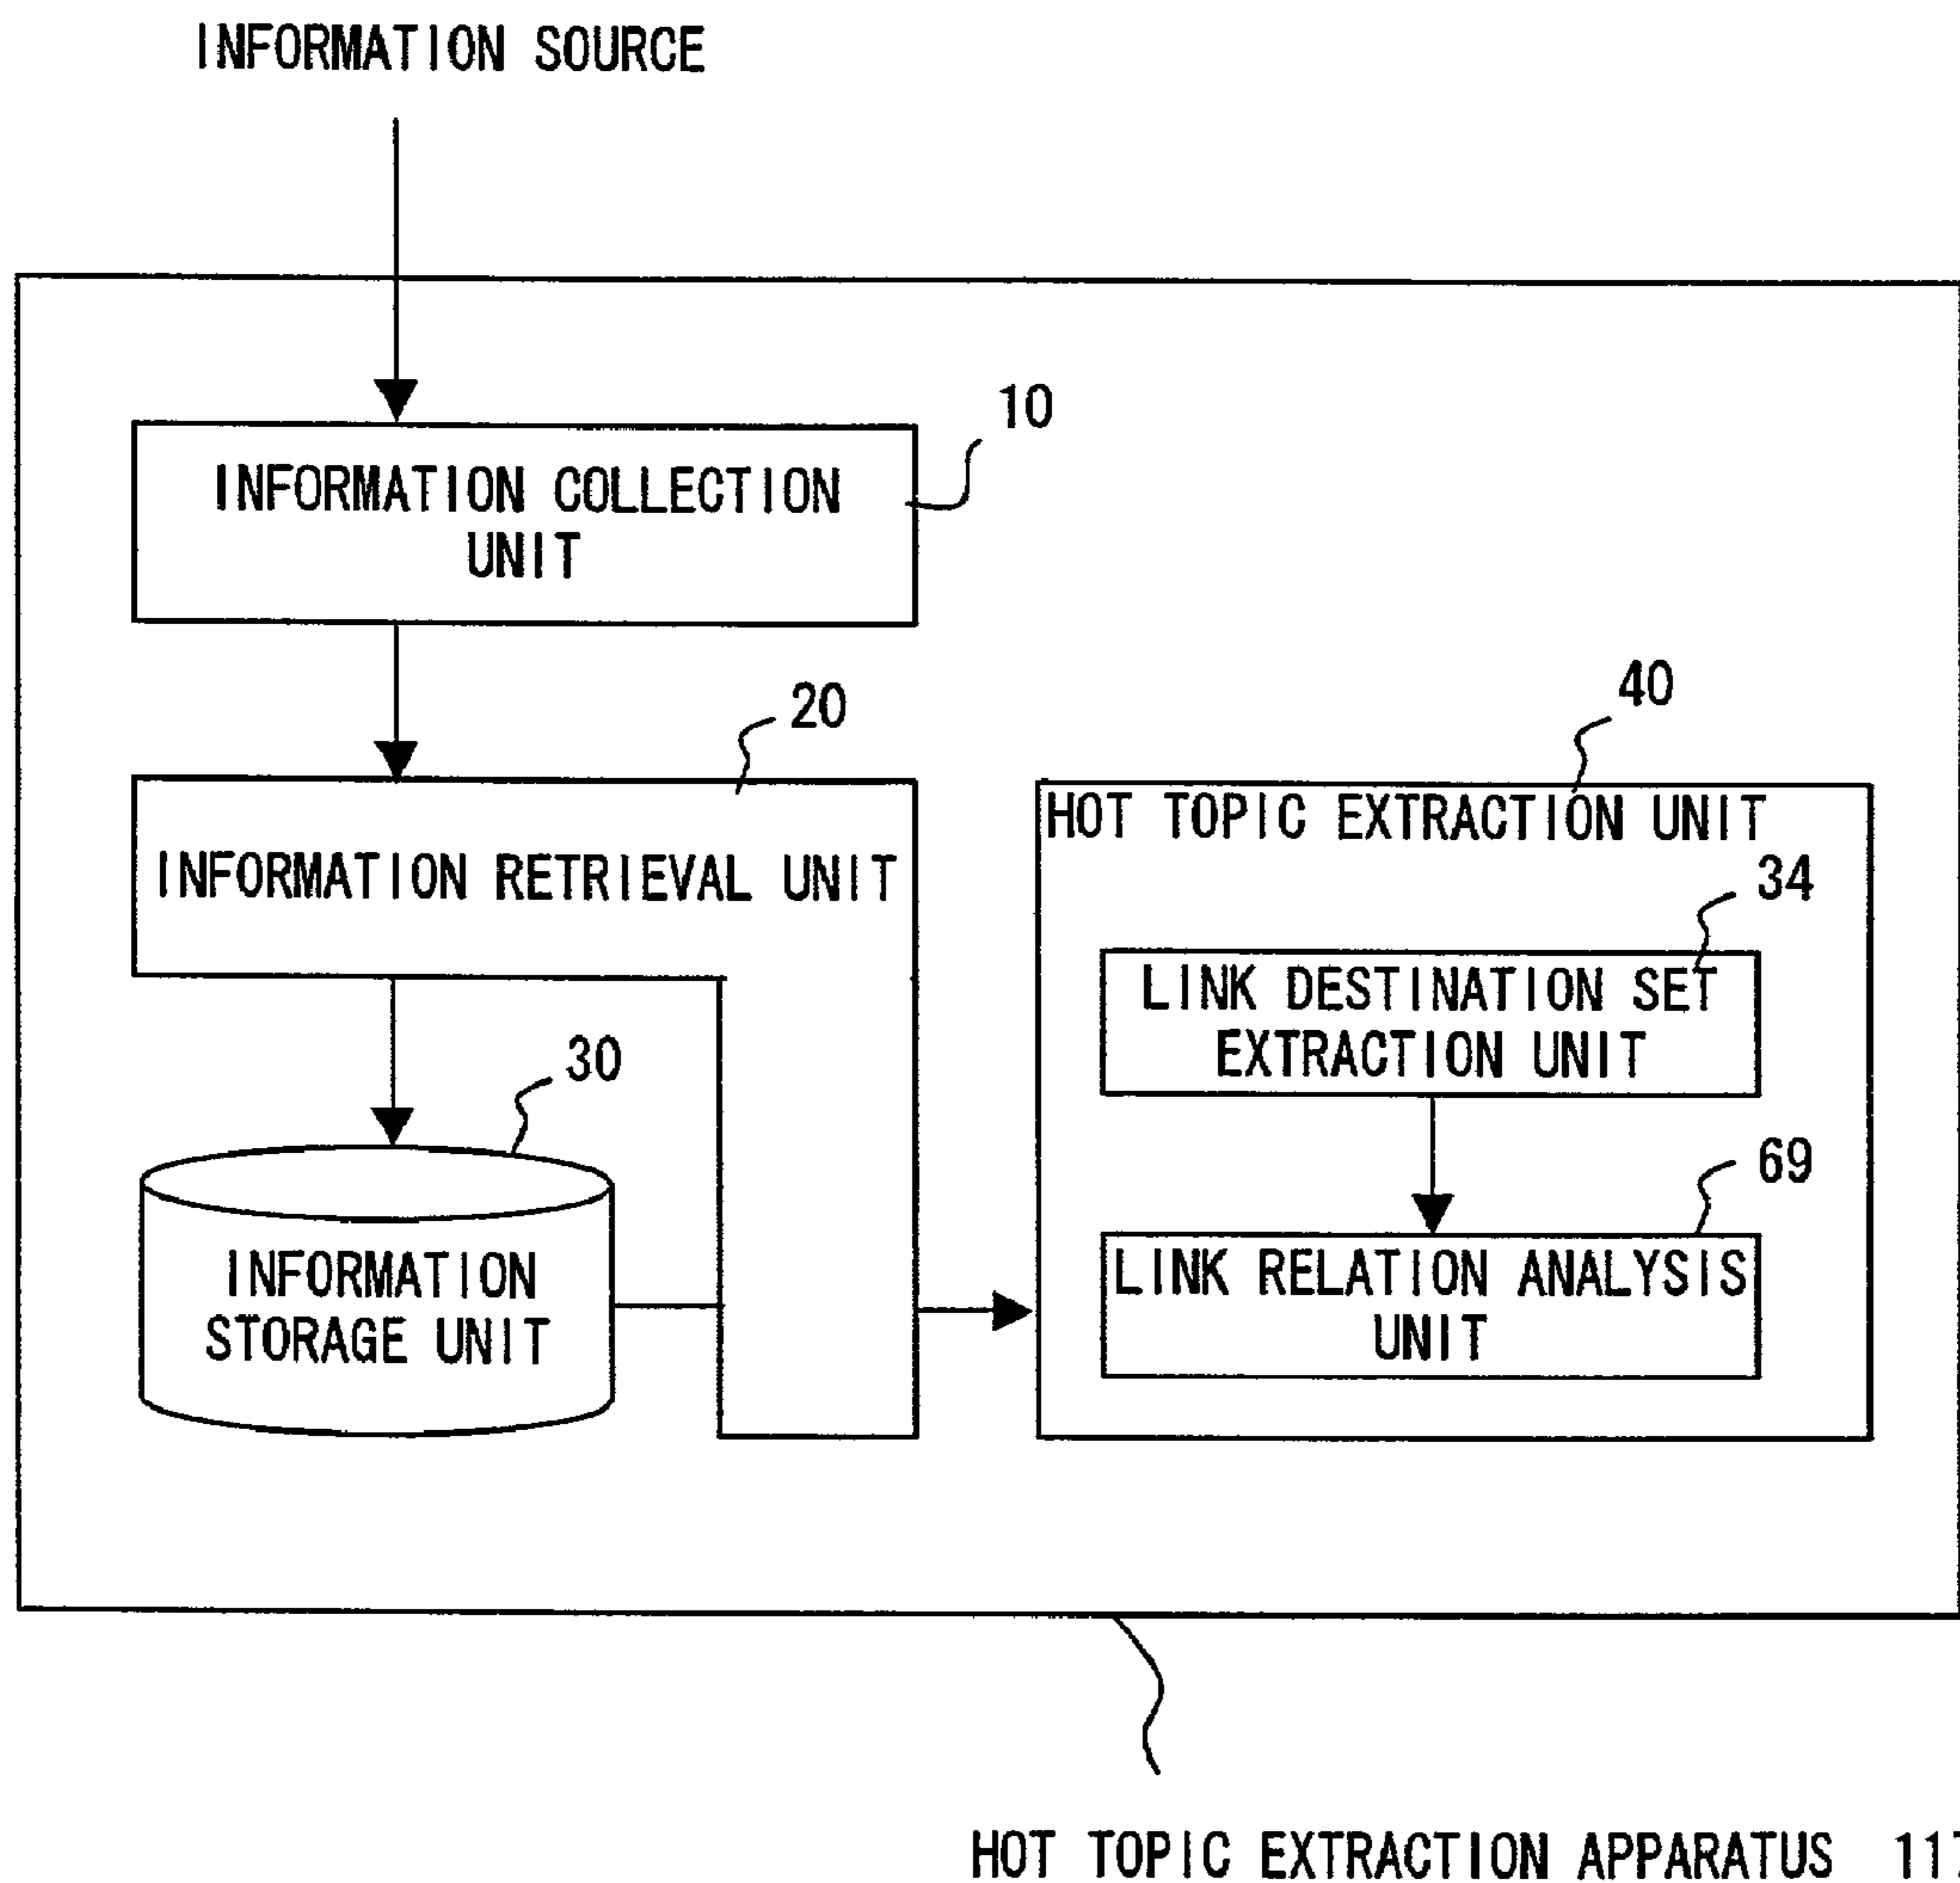 INFORMATION SOURCE
10
INFORMATION COLLECTION
UNIT
20
INFORMATION RETRIEVAL UNIT
30
INFORMATION
STORAGE UNIT
40
HOT TOPIC EXTRACTION UNIT
34
LINK DESTINATION SET
EXTRACTION UNIT
69
LINK RELATION ANALYSIS
UNIT
HOT TOPIC EXTRACTION APPARATUS